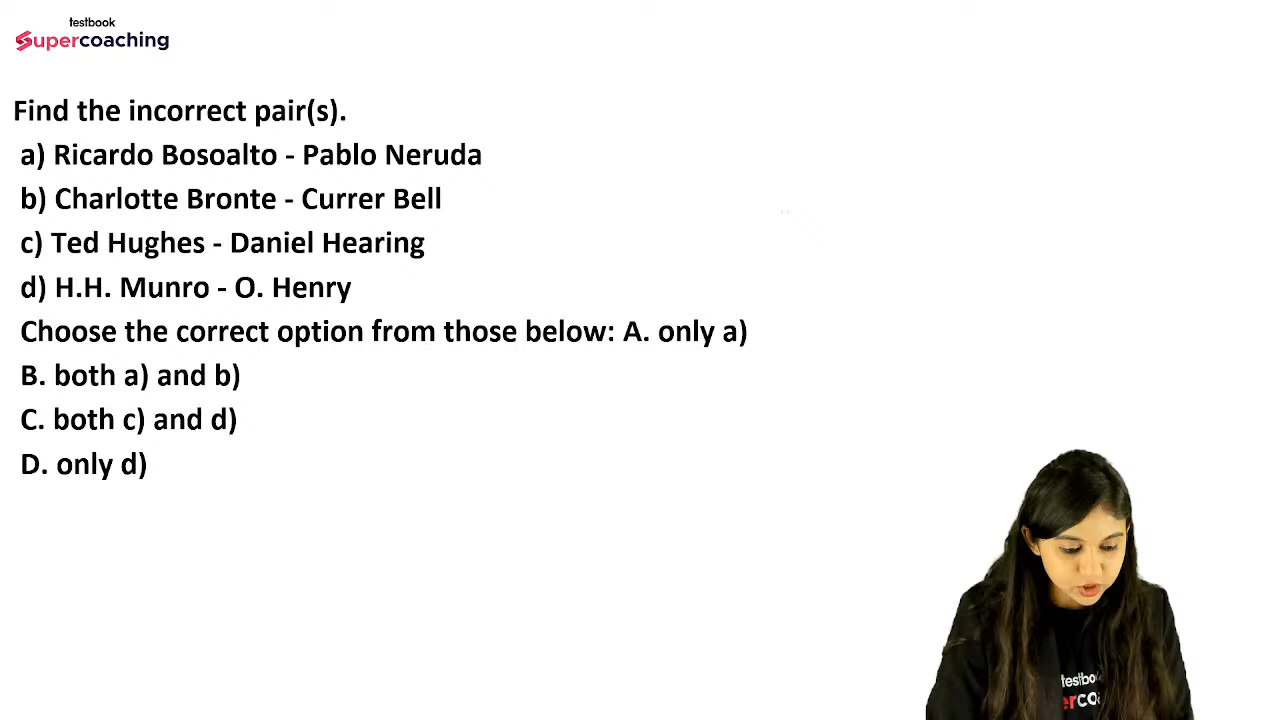 testbook
Supercoaching
Find the incorrect pair(s).
a) Ricardo Bosoalto - Pablo Neruda
b) Charlotte Bronte - Currer Bell
c) Ted Hughes - Daniel Hearing
d) H.H. Munro - O. Henry
Choose the correct option from those below: A. only a)
B. both a) and b)
C. both c) and d)
D. only d)